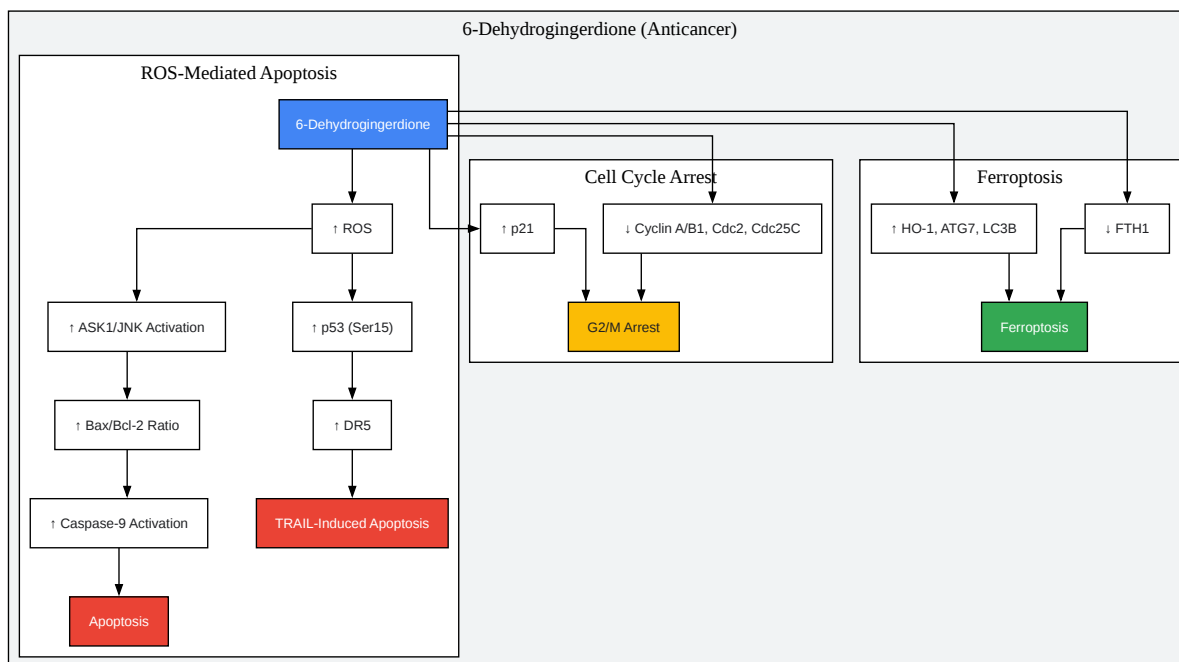 6-Dehydrogingerdione (Anticancer)
ROS-Mediated Apoptosis
6-Dehydrogingerdione
↑ ROS
↑ ASK1/JNK Activation
↑ p53 (Ser15)
↑ Bax/Bcl-2 Ratio
↑ DR5
↑ Caspase-9 Activation
TRAIL-Induced Apoptosis
Apoptosis
Cell Cycle Arrest
↑ p21
↓ Cyclin A/B1, Cdc2, Cdc25C
G2/M Arrest
Ferroptosis
↑ HO-1, ATG7, LC3B
↓ FTH1
Ferroptosis